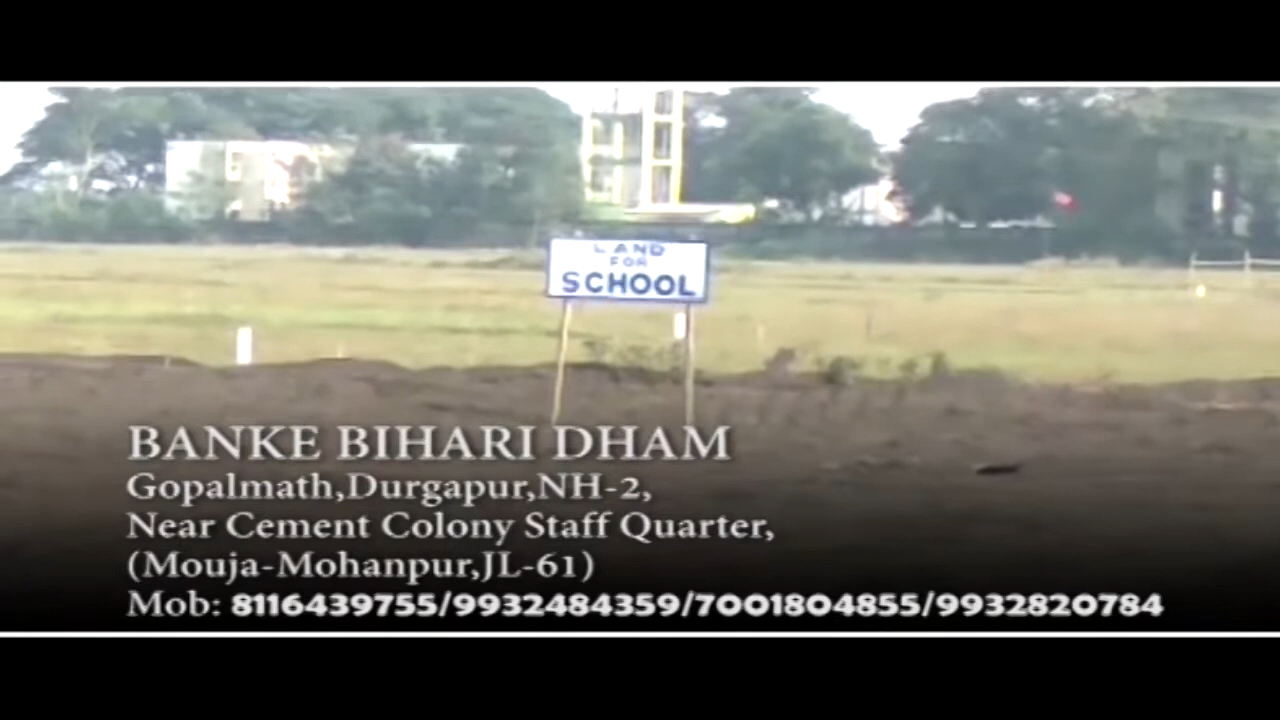 LAND
FOR
SCHOOL
BANKE BIHARI DHAM
Gopalmath,Durgapur,NH-2,
Near Cement Colony Staff Quarter,
(Mouja-Mohanpur,JL-61)
Mob: 8116439755/9932484359/7001804855/9932820784